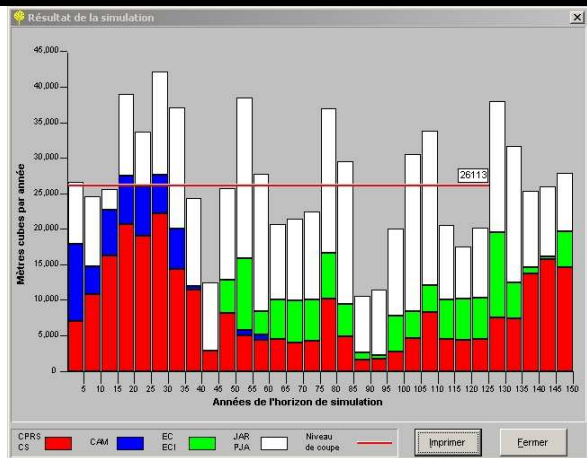 Résultat de la simulation
45,000
40,000
35,000
30,000
25,000
20,000
15,000
10,000
5,000
0
Mètres cubes par année
26113
5 10 15 20 25 30 35 40 45 50 55 60 65 70 75 80 85 90 95 100 105 110 115 120 125 130 135 140 145 150
Années de l'horizon de simulation
CPRS CAM EC JAR Niveau
CS ECI PJA de coupe
Imprimer Fermer